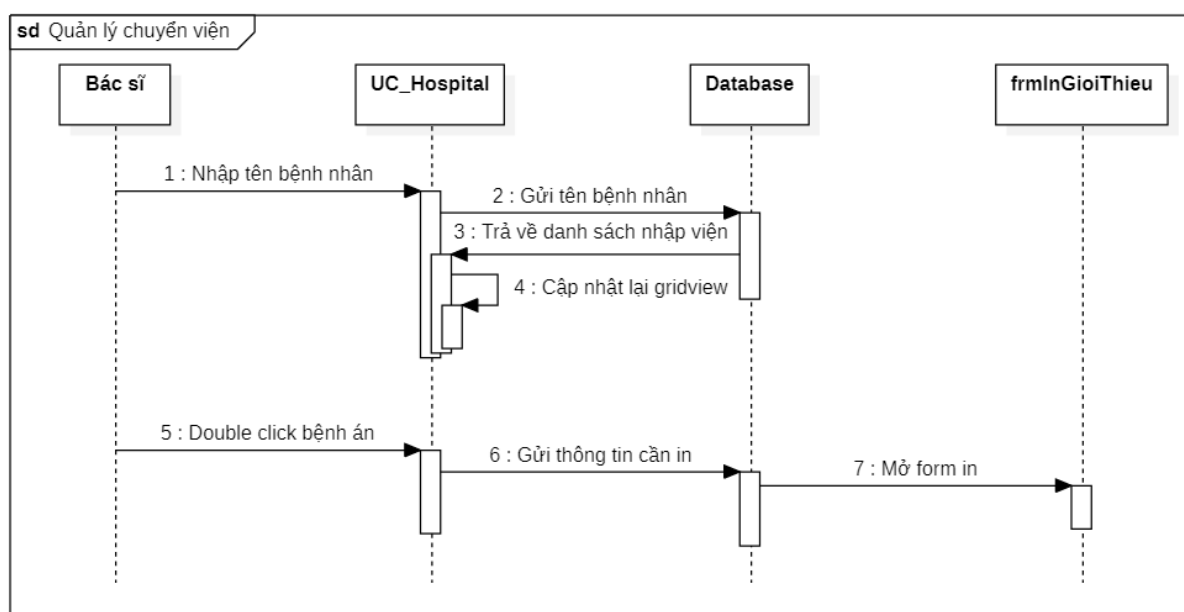 sd Quản lý chuyển viện
Bác sĩ
UC_Hospital
Database
frmInGioiThieu
1 : Nhập tên bệnh nhân
2 : Gửi tên bệnh nhân
3 : Trả về danh sách nhập viện
4 : Cập nhật lại gridview
5 : Double click bệnh án
6 : Gửi thông tin cần in
7 : Mở form in